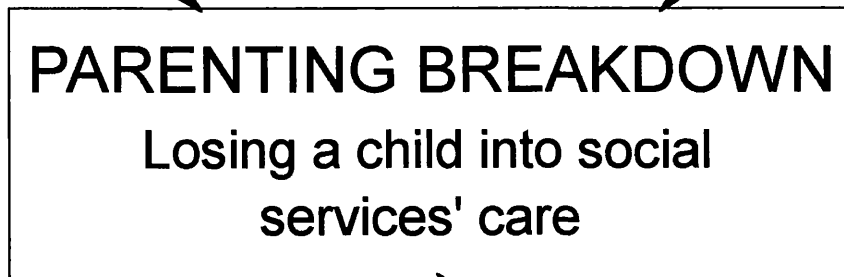 PARENTING BREAKDOWN
Losing a child into social
services' care